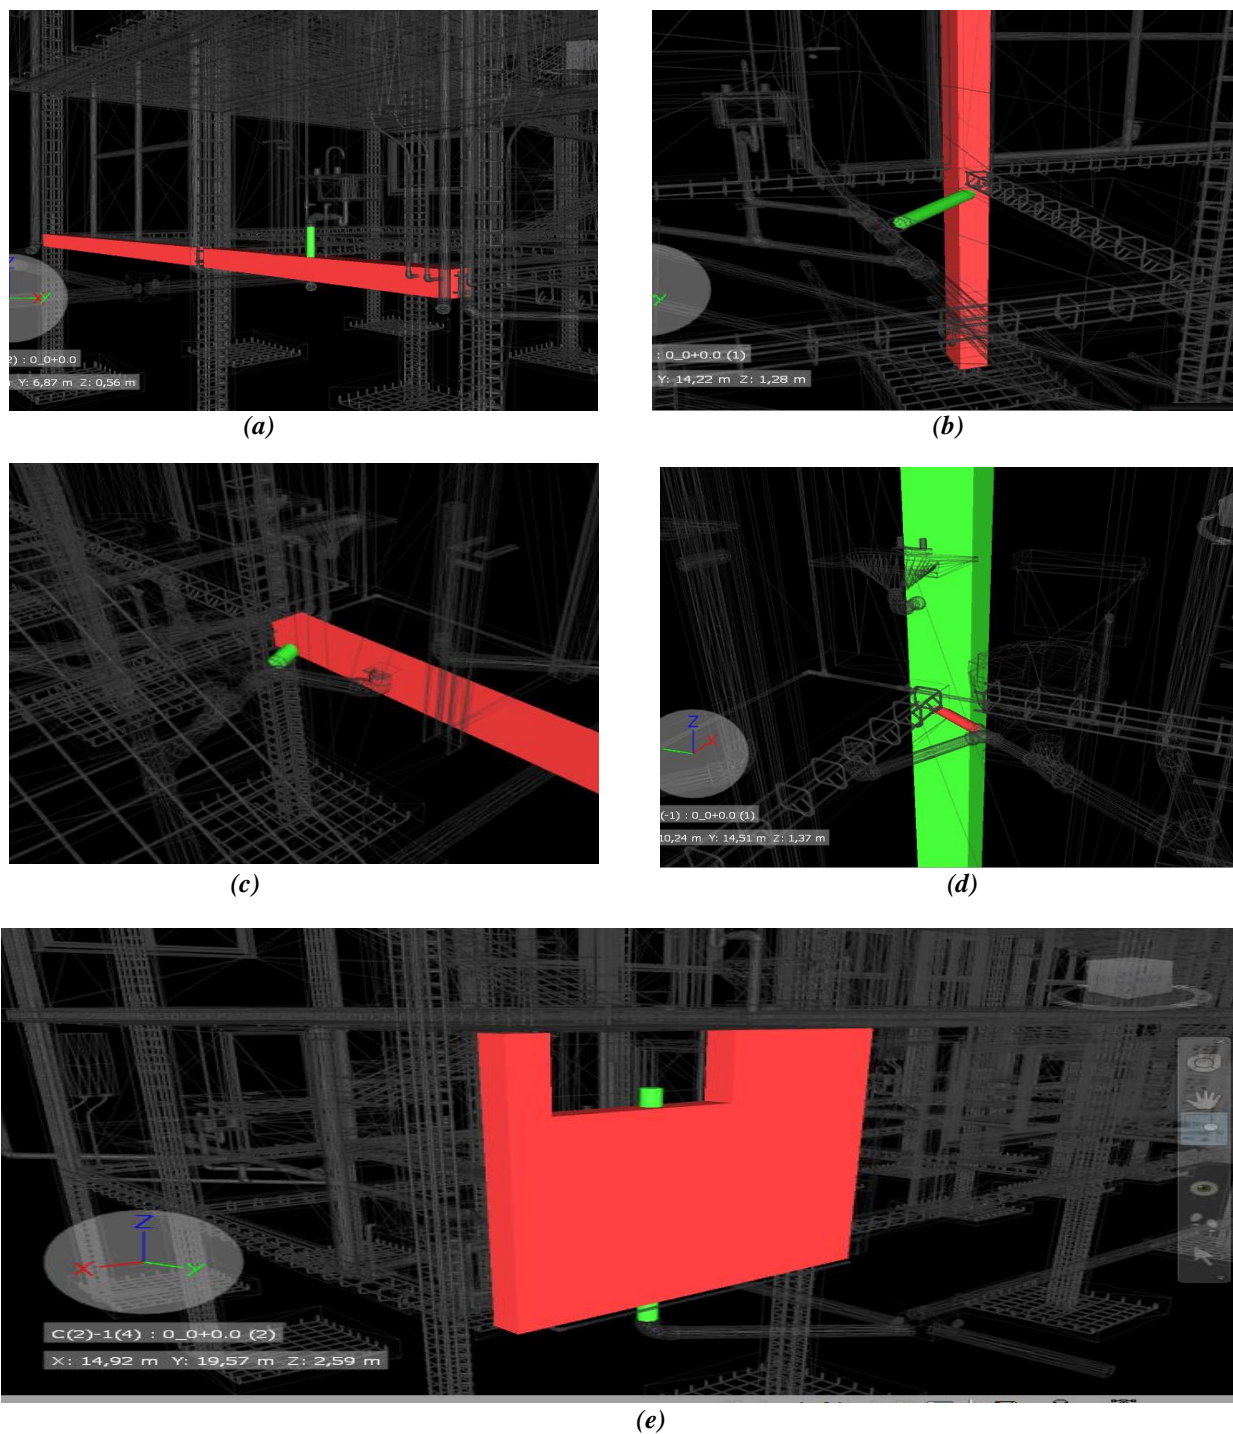 Z
X Y
2) : 0_0+0.0
Y: 6,87 m Z: 0,56 m
(a)
Y
: 0_0+0.0 (1)
Y: 14,22 m Z: 1,28 m
(b)
(c)
Z
X
(-1) : 0_0+0.0 (1)
10,24 m Y: 14,51 m Z: 1,37 m
(d)
Z
X Y
C(2)-1(4) : 0_0+0.0 (2)
X: 14,92 m Y: 19,57 m Z: 2,59 m
(e)